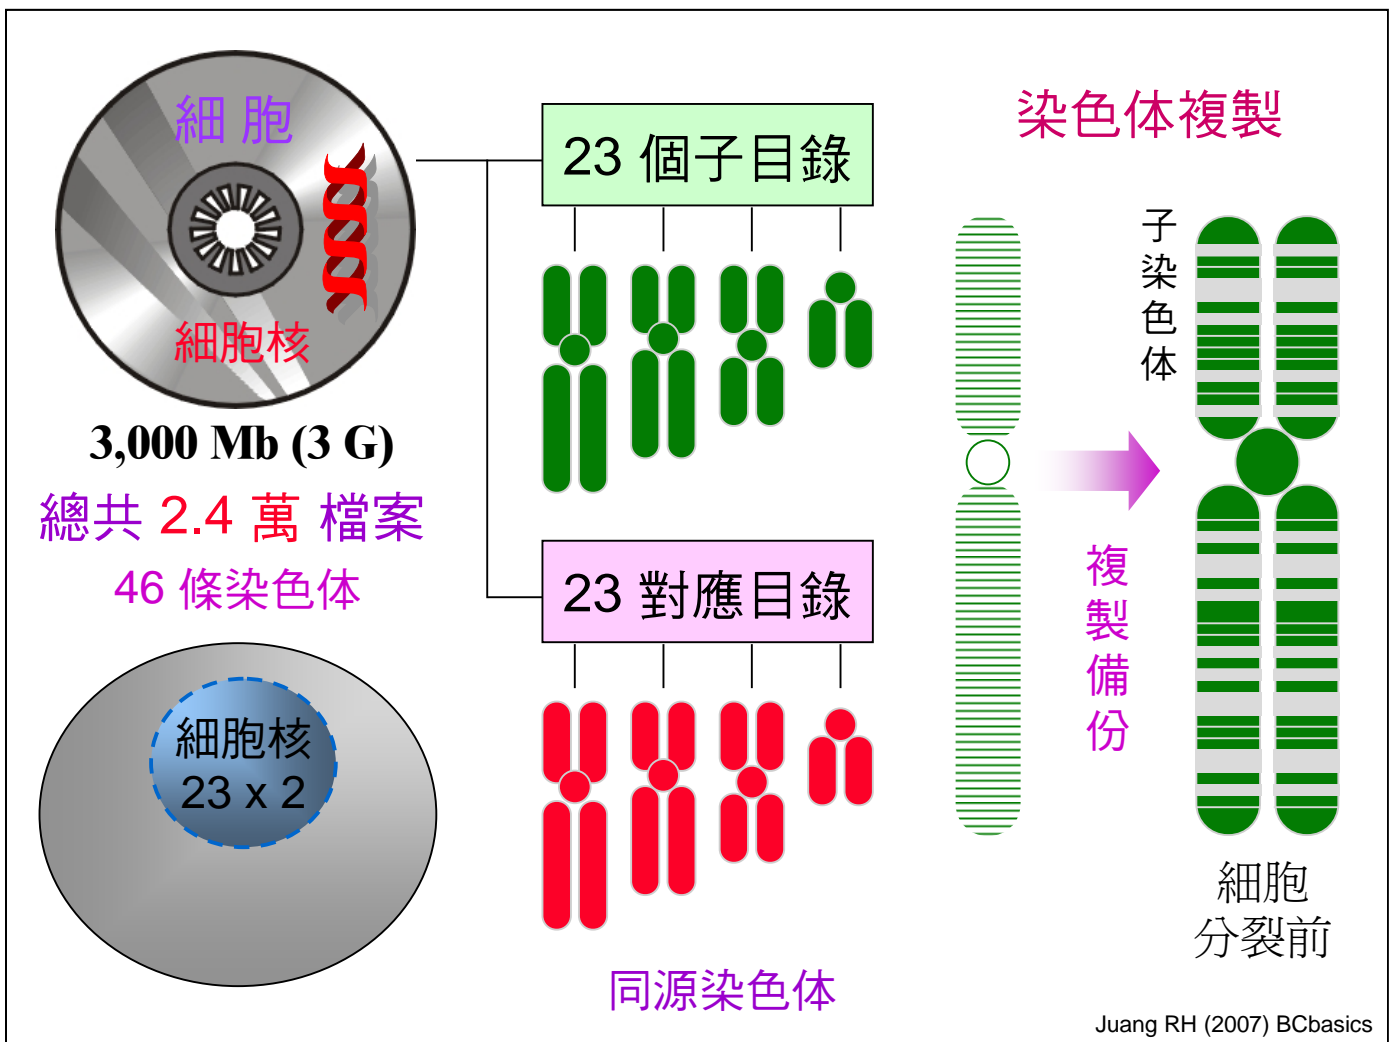 細 胞
細胞核
3,000 Mb (3 G)
總共 2.4 萬 檔案
46 條染色体
細胞核
23 x 2
23 個子目錄
23 對應目錄
同源染色体
染色体複製
子染色体
複製備份
細胞
分裂前
Juang RH (2007) BCbasics